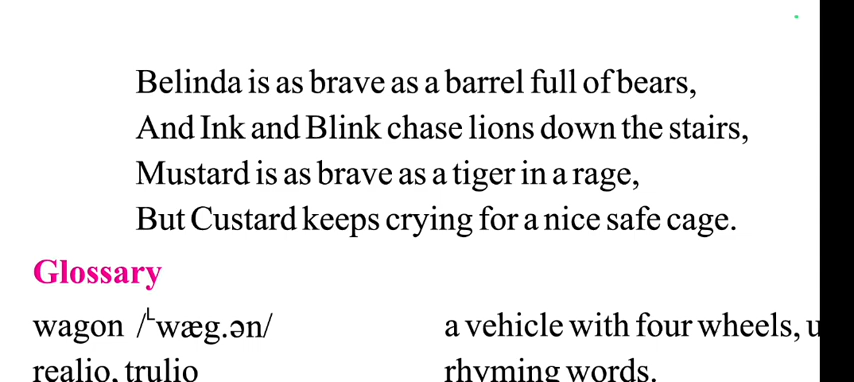 Belinda is as brave as a barrel full of bears,
And Ink and Blink chase lions down the stairs,
Mustard is as brave as a tiger in a rage,
But Custard keeps crying for a nice safe cage.
Glossary
wagon /ˈwæg.ən/ a vehicle with four wheels,
realio, trulio rhyming words.